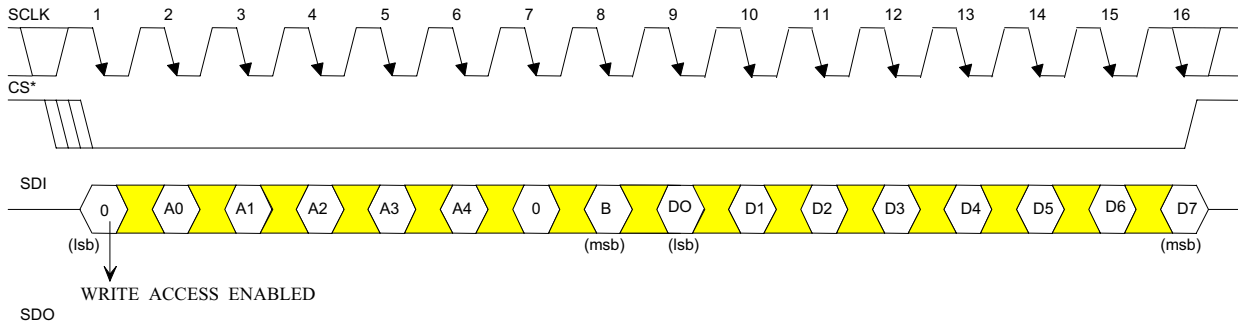 SCLK 1 2 3 4 5 6 7 8 9 10 11 12 13 14 15 16
CS*
SDI
0 A0 A1 A2 A3 A4 0 B DO D1 D2 D3 D4 D5 D6 D7
(lsb) (msb) (lsb) (msb)
WRITE ACCESS ENABLED
SDO